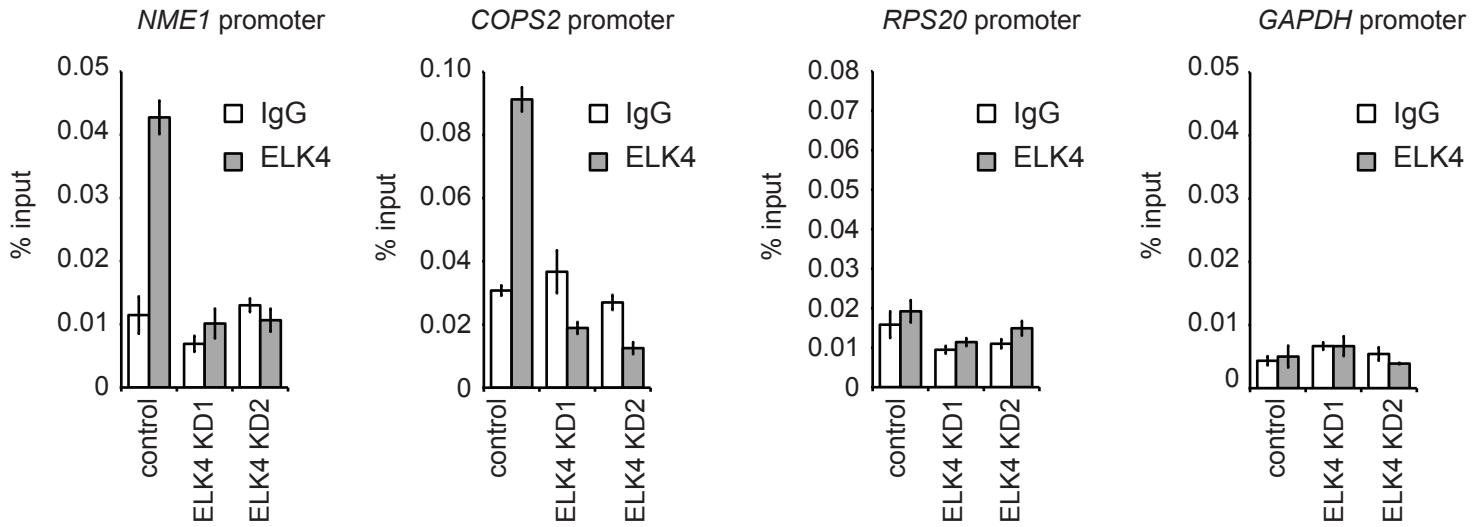 NME1 promoter
% input
0.05
0.04
0.03
0.02
0.01
0
IgG
ELK4
control
ELK4 KD1
ELK4 KD2
COPS2 promoter
% input
0.10
0.08
0.06
0.04
0.02
0
IgG
ELK4
control
ELK4 KD1
ELK4 KD2
RPS20 promoter
% input
0.08
0.07
0.06
0.05
0.04
0.03
0.02
0.01
0
IgG
ELK4
control
ELK4 KD1
ELK4 KD2
GAPDH promoter
% input
0.05
0.04
0.03
0.02
0.01
0
IgG
ELK4
control
ELK4 KD1
ELK4 KD2